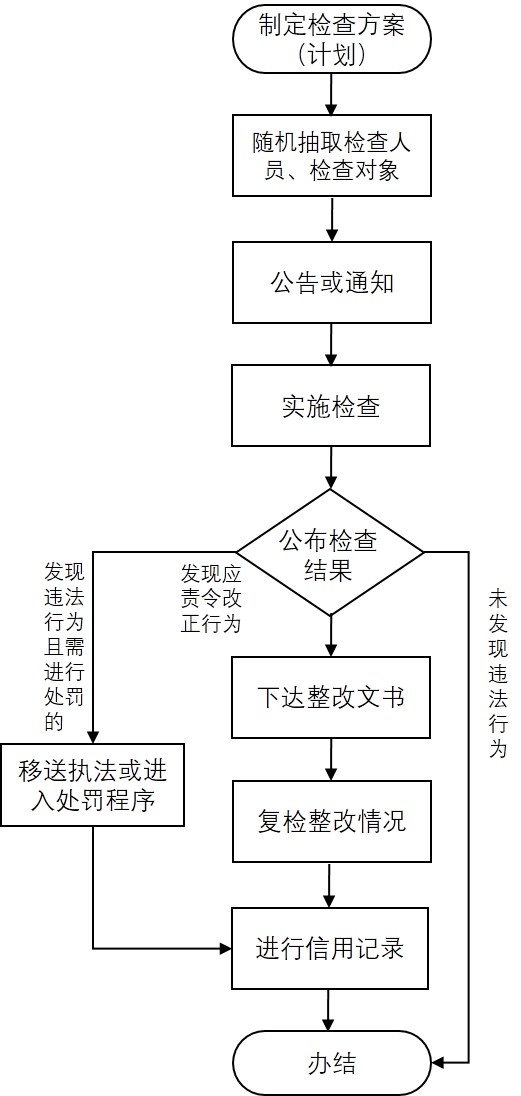 制定检查方案
（计划）
随机抽取检查人
员、检查对象
公告或通知
实施检查
公布检查
结果
发现
违法
行为
且需
进行
处罚
的
发现应
责令改
正行为
未
发
现
违
法
行
为
下达整改文书
移送执法或进
入处罚程序
复检整改情况
进行信用记录
办结